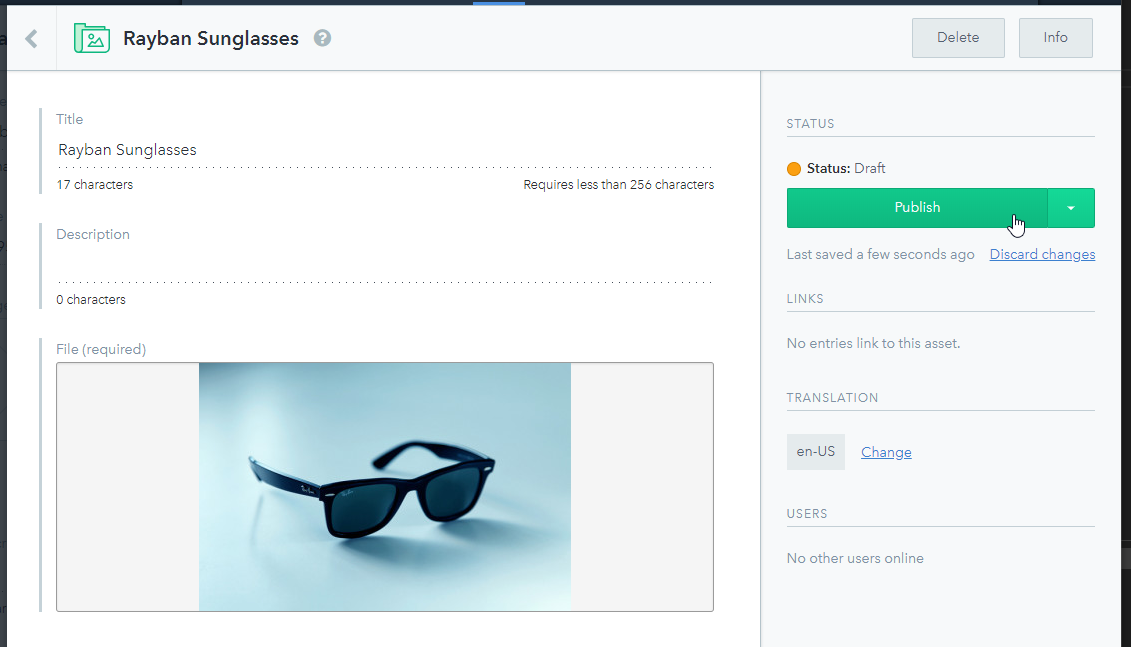 Rayban Sunglasses ?
Delete
Info
Title
Rayban Sunglasses
17 characters
Requires less than 256 characters
Description
0 characters
File (required)
Ray-Ban
STATUS
Status: Draft
Publish
Last saved a few seconds ago Discard changes
LINKS
No entries link to this asset.
TRANSLATION
en-US Change
USERS
No other users online